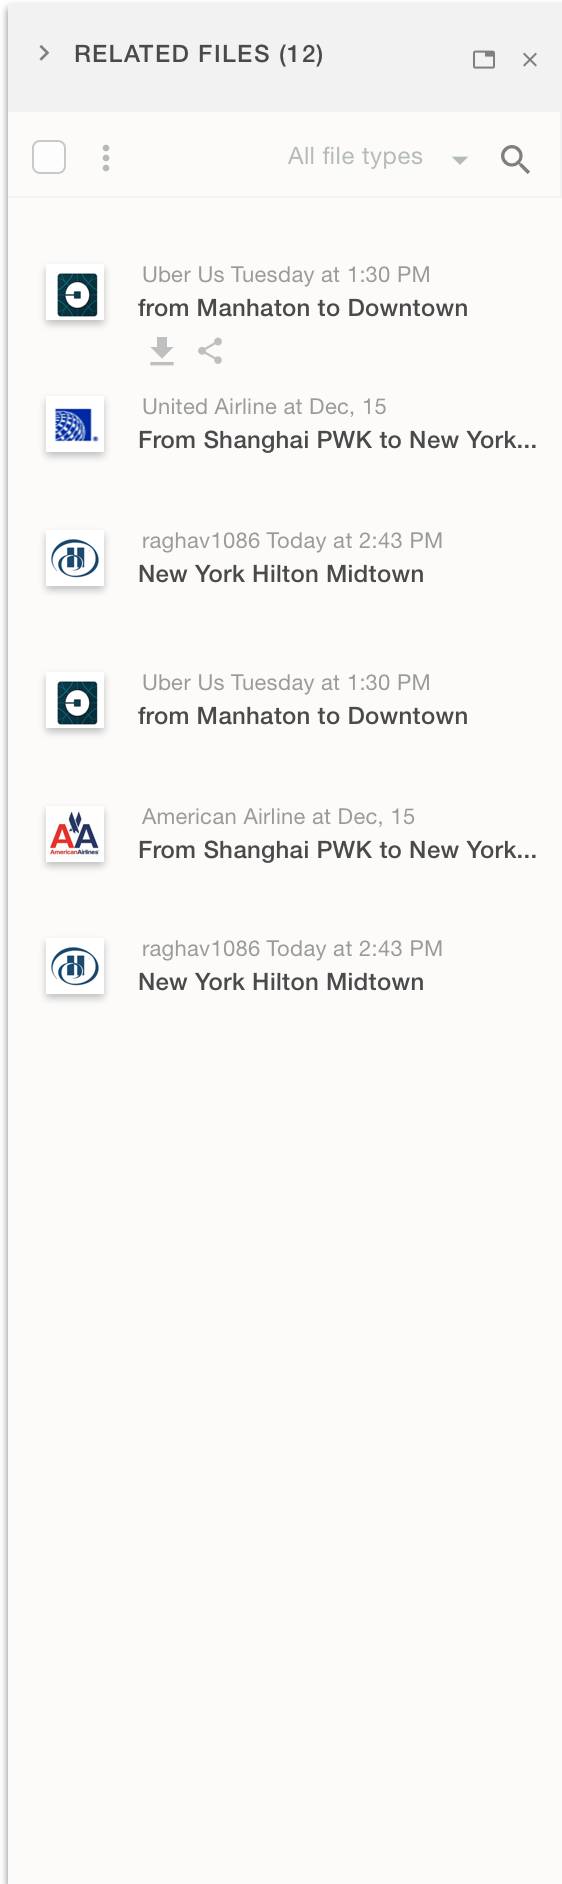 RELATED FILES (12)
All file types
Uber Us Tuesday at 1:30 PM
from Manhaton to Downtown
United Airline at Dec, 15
From Shanghai PWK to New York...
raghav1086 Today at 2:43 PM
New York Hilton Midtown
Uber Us Tuesday at 1:30 PM
from Manhaton to Downtown
American Airline at Dec, 15
From Shanghai PWK to New York...
AA
AmericanAirlines
raghav1086 Today at 2:43 PM
New York Hilton Midtown